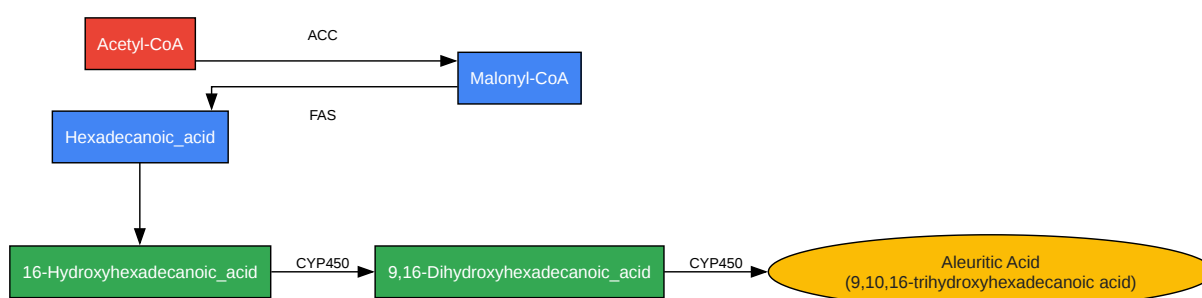 Acetyl-CoA
ACC
Malonyl-CoA
FAS
Hexadecanoic_acid
16-Hydroxyhexadecanoic_acid
CYP450
9,16-Dihydroxyhexadecanoic_acid
CYP450
Aleuritic Acid
(9,10,16-trihydroxyhexadecanoic acid)